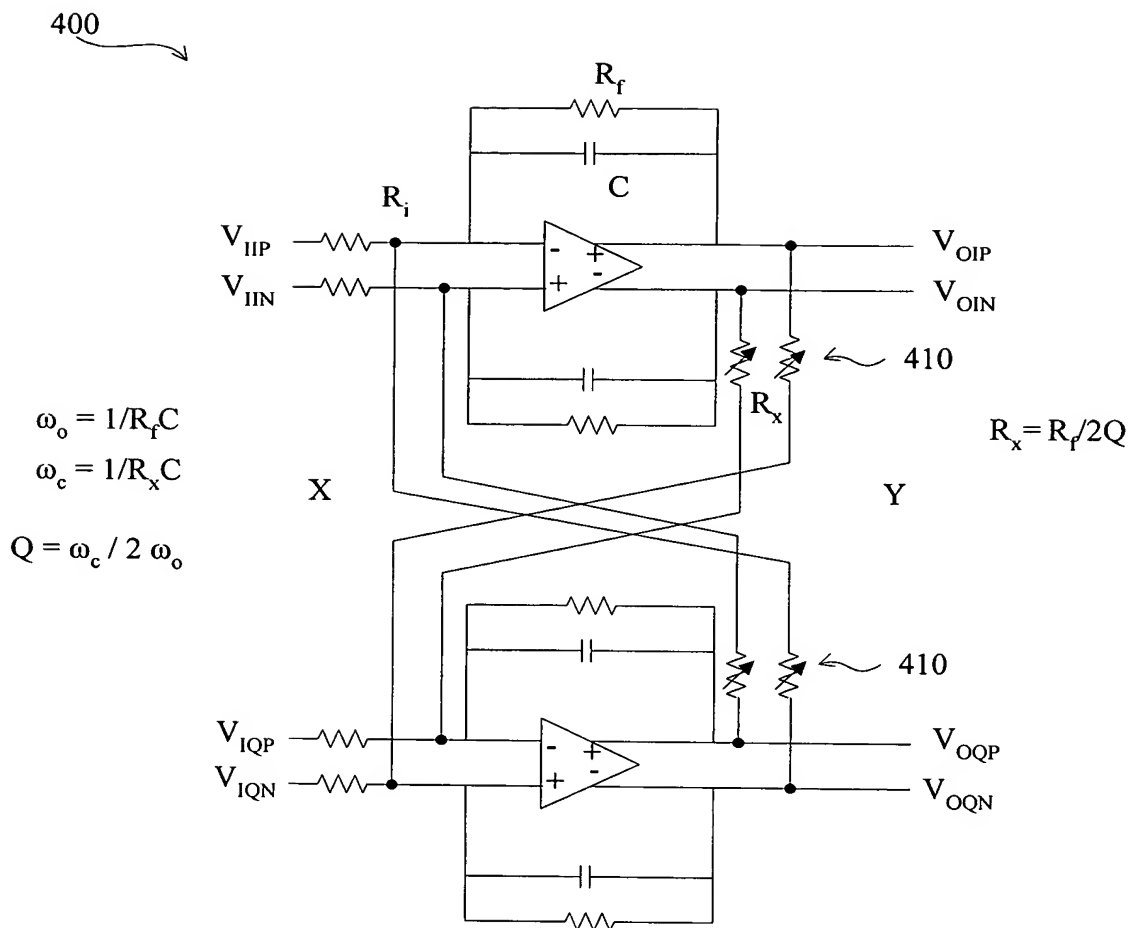 400
R_f
C
R_i
V_IIP
V_IIN
- +
+ -
V_OIP
V_OIN
410
R_x
ω_o = 1/R_fC
ω_c = 1/R_xC
Q = ω_c / 2 ω_o
X
Y
R_x = R_f/2Q
410
V_IQP
V_IQN
- +
+ -
V_OQP
V_OQN